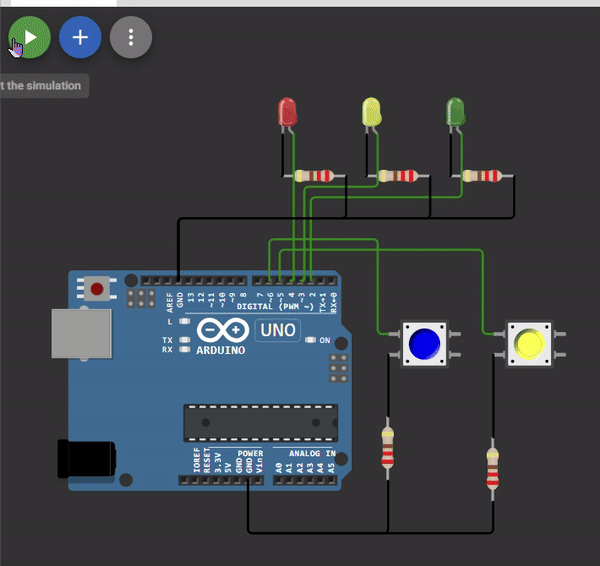 t the simulation
AREF
GND
13
12
~11
~10
~9
8
7
~6
~5
4
~3
2
TX→1
RX←0
DIGITAL (PWM ~)
L
TX
RX
UNO
ARDUINO
ON
IOREF
RESET
3.3V
5V
GND
GND
Vin
POWER
ANALOG IN
A0
A1
A2
A3
A4
A5